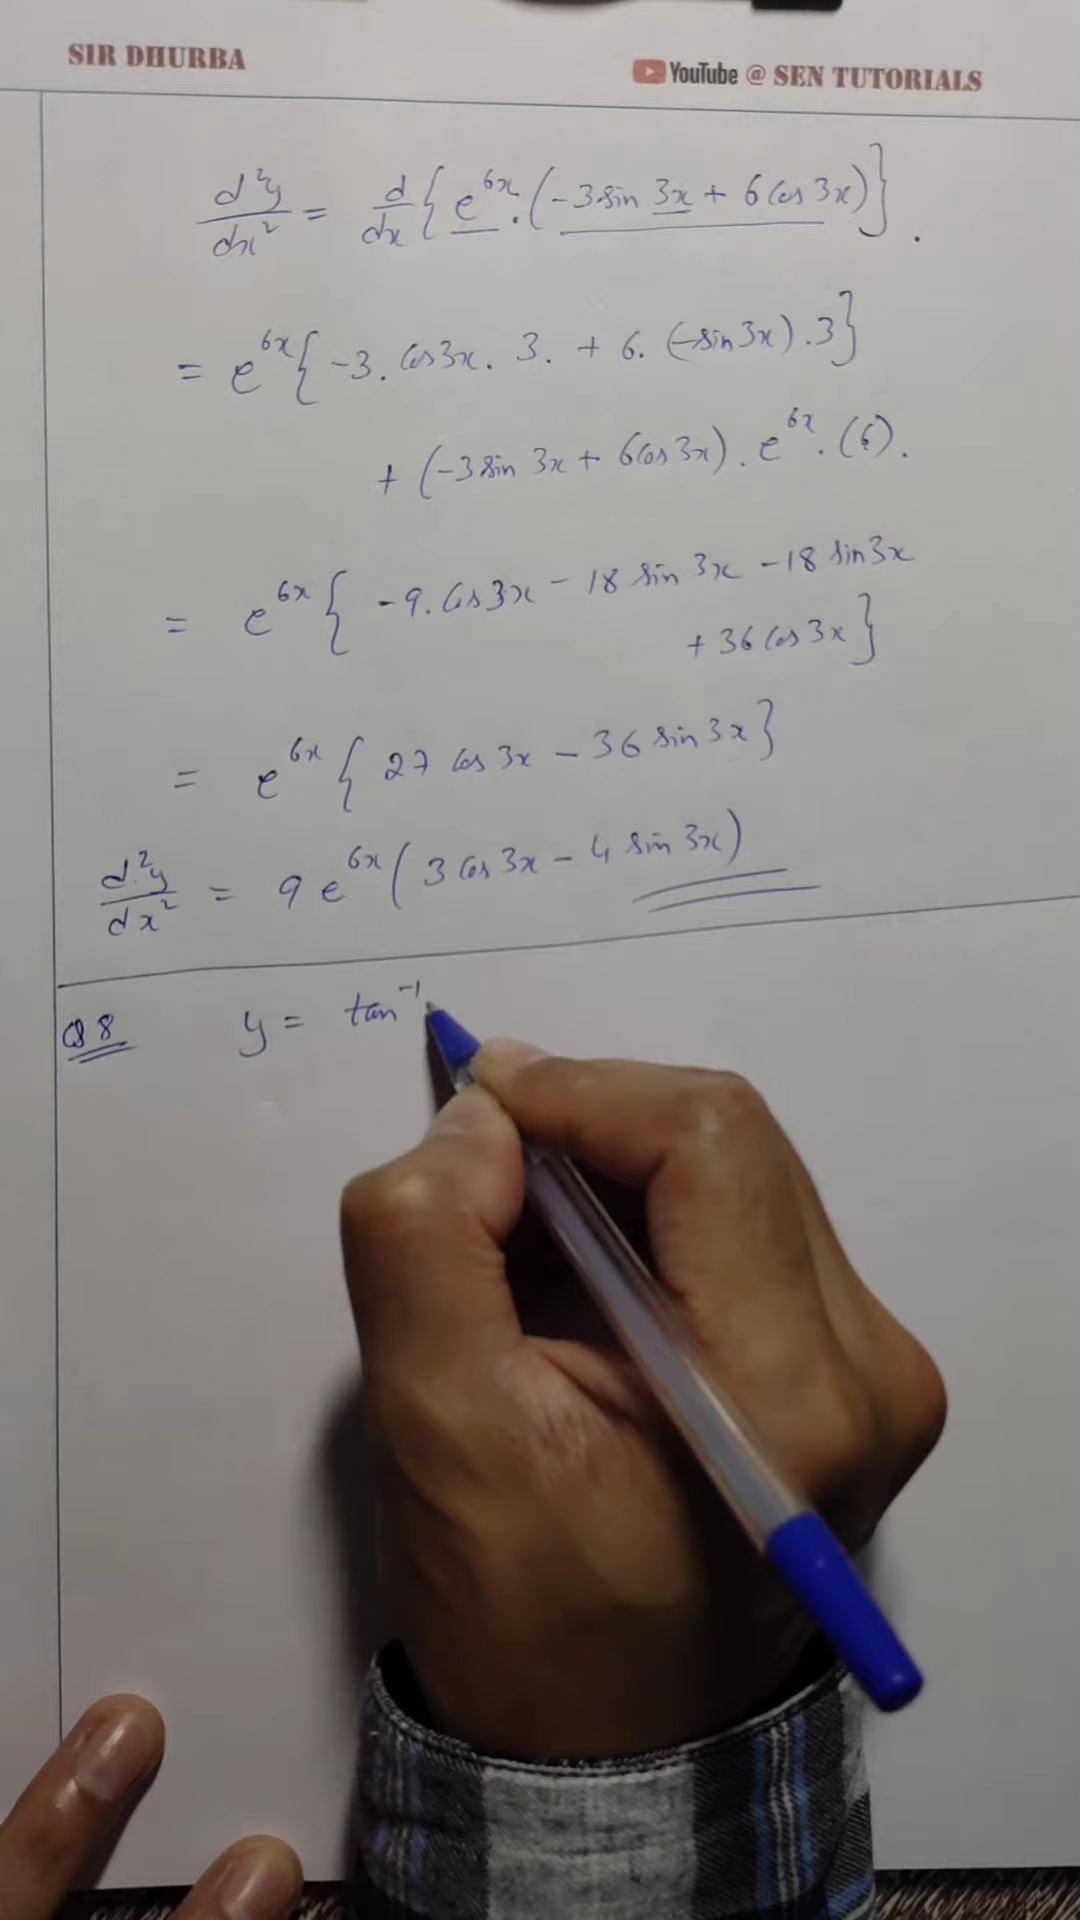 SIR DHURBA
YouTube @ SEN TUTORIALS
d²y/dx² = d/dx { e^6x . (-3 sin 3x + 6 cos 3x) } .
= e^6x { -3 . cos 3x . 3 . + 6 . (-sin 3x) . 3 }
+ (-3 sin 3x + 6 cos 3x) . e^6x . (6) .
= e^6x { -9 . cos 3x - 18 sin 3x - 18 sin 3x
+ 36 cos 3x }
= e^6x { 27 cos 3x - 36 sin 3x }
d²y/dx² = 9 e^6x ( 3 cos 3x - 4 sin 3x )
Q8 y = tan⁻¹